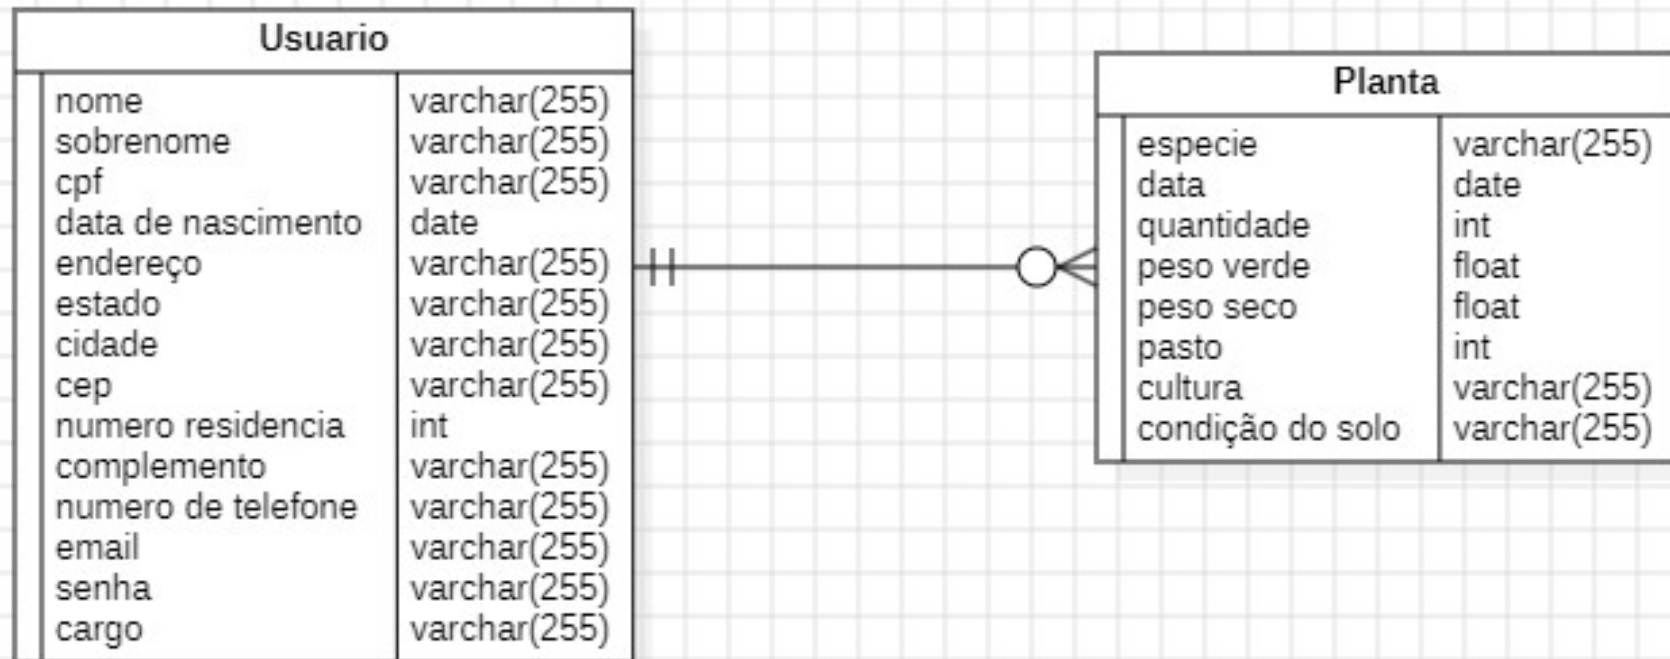 Usuario
nome varchar(255)
sobrenome varchar(255)
cpf varchar(255)
data de nascimento date
endereço varchar(255)
estado varchar(255)
cidade varchar(255)
cep varchar(255)
numero residencia int
complemento varchar(255)
numero de telefone varchar(255)
email varchar(255)
senha varchar(255)
cargo varchar(255)
Planta
especie varchar(255)
data date
quantidade int
peso verde float
peso seco float
pasto int
cultura varchar(255)
condição do solo varchar(255)